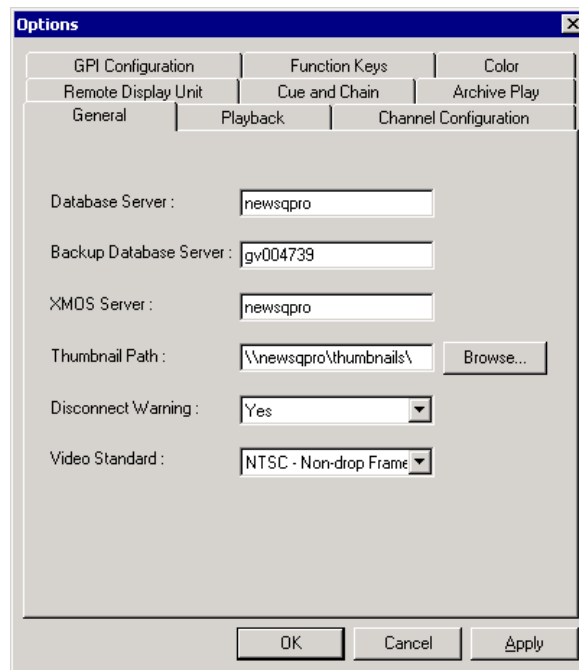 Options
GPI Configuration Function Keys Color
Remote Display Unit Cue and Chain Archive Play
General Playback Channel Configuration
Database Server : newsqpro
Backup Database Server : gv004739
XMOS Server : newsqpro
Thumbnail Path : \\newsqpro\thumbnails\ Browse...
Disconnect Warning : Yes
Video Standard : NTSC - Non-drop Frame
OK Cancel Apply